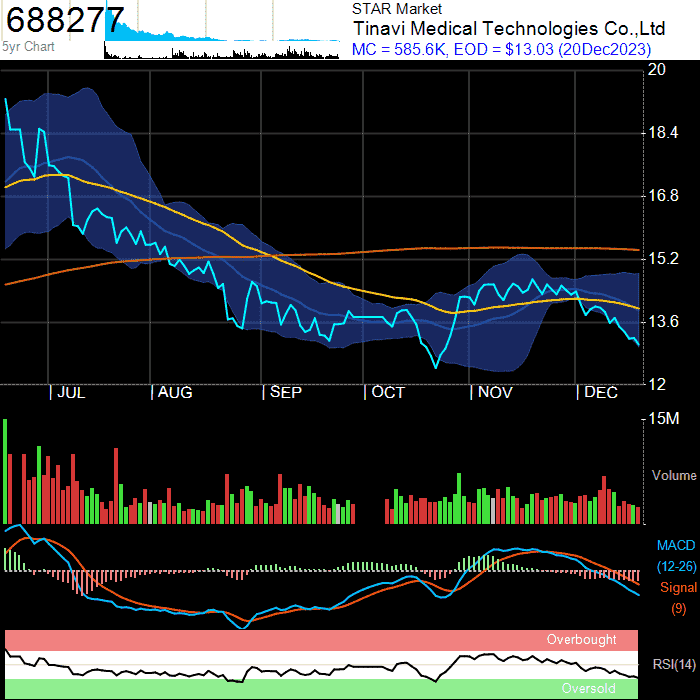 688277
5yr Chart
STAR Market
Tinavi Medical Technologies Co.,Ltd
MC = 585.6K, EOD = $13.03 (20Dec2023)
20
18.4
16.8
15.2
13.6
12
JUL AUG SEP OCT NOV DEC
15M
Volume
MACD
(12-26)
Signal
(9)
Overbought
RSI(14)
Oversold